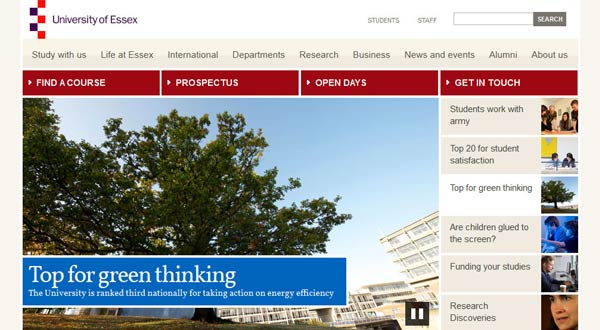 University of Essex
STUDENTS STAFF SEARCH
Study with us Life at Essex International Departments Research Business News and events Alumni About us
FIND A COURSE PROSPECTUS OPEN DAYS GET IN TOUCH
Students work with
army
Top 20 for student
satisfaction
Top for green thinking
Are children glued to
the screen?
Funding your studies
Research
Discoveries
Top for green thinking
The University is ranked third nationally for taking action on energy efficiency